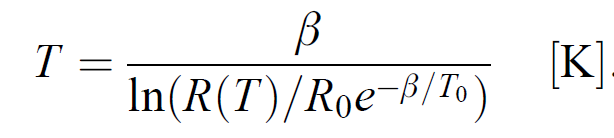 T = β / ln(R(T)/R₀e^{−β/T₀}) [K].